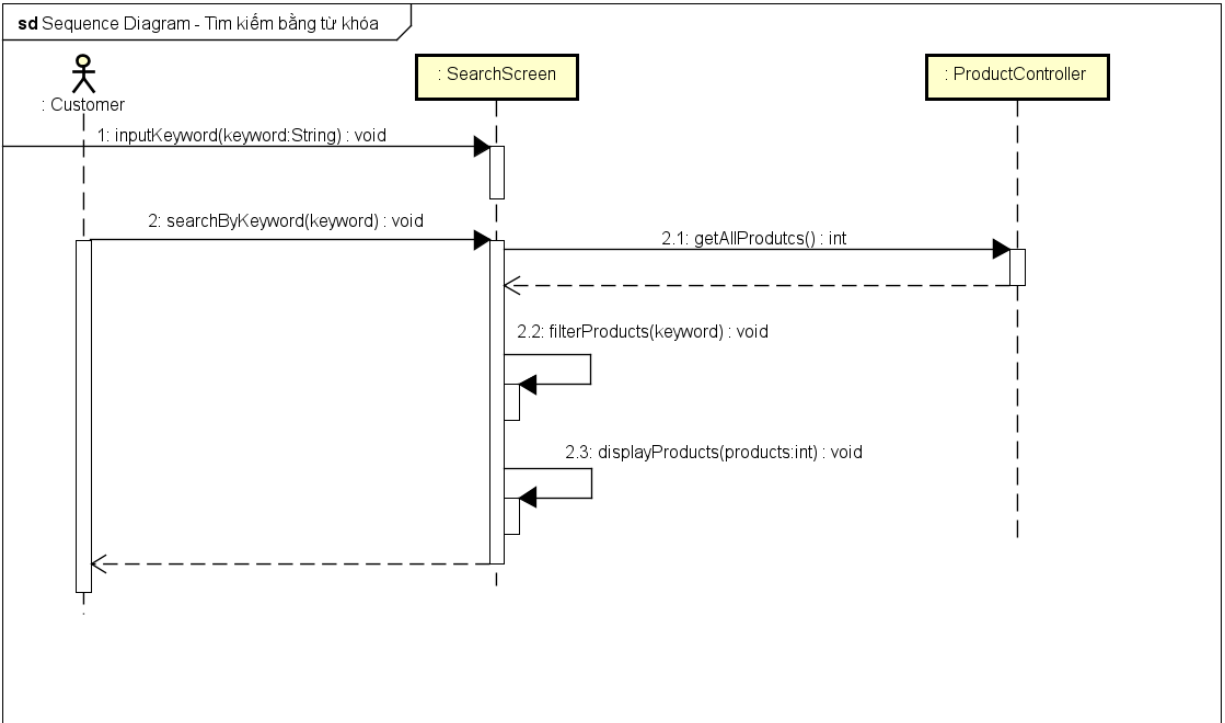 sd Sequence Diagram - Tìm kiếm bằng từ khóa
: Customer
: SearchScreen
: ProductController
1: inputKeyword(keyword:String) : void
2: searchByKeyword(keyword) : void
2.1: getAllProdutcs() : int
2.2: filterProducts(keyword) : void
2.3: displayProducts(products:int) : void